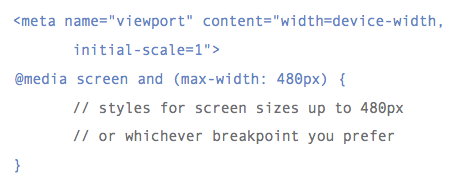 <meta name="viewport" content="width=device-width,
initial-scale=1">
@media screen and (max-width: 480px) {
// styles for screen sizes up to 480px
// or whichever breakpoint you prefer
}